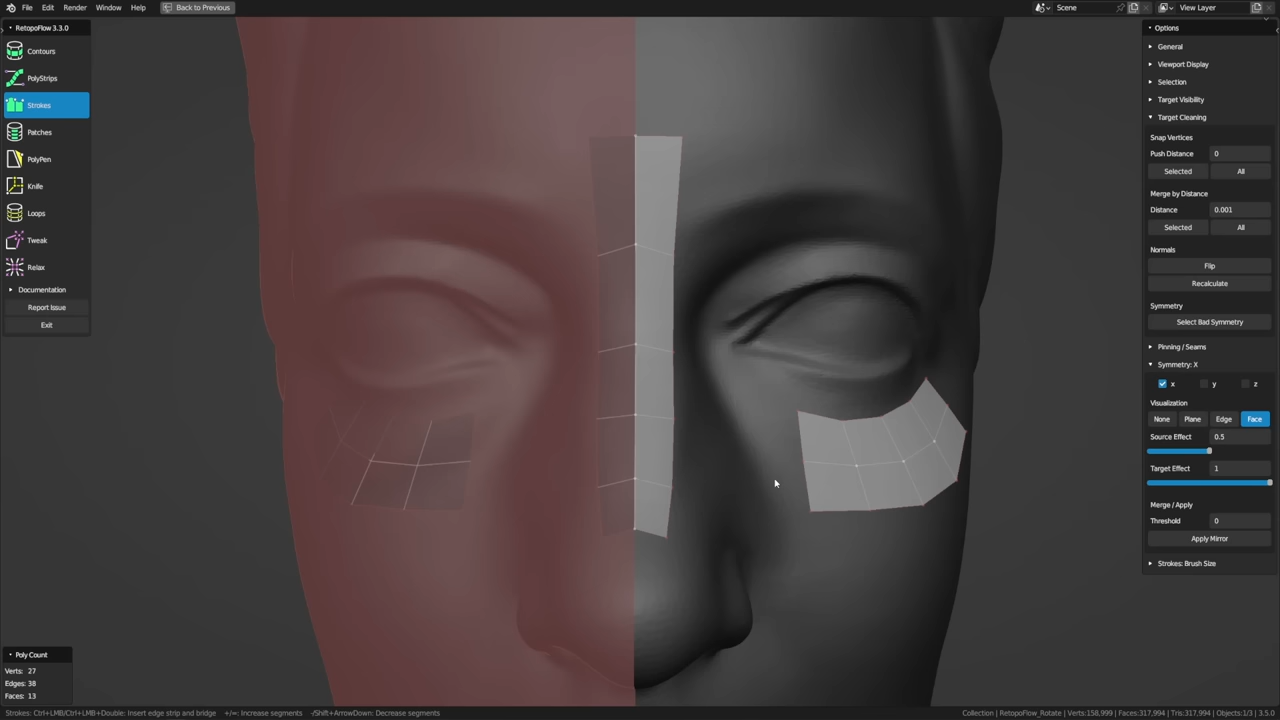 File Edit Render Window Help Back to Previous Scene View Layer
RetopoFlow 3.3.0
Contours
PolyStrips
Strokes
Patches
PolyPen
Knife
Loops
Tweak
Relax
Documentation
Report Issue
Exit
Options
General
Viewport Display
Selection
Target Visibility
Target Cleaning
Snap Vertices
Push Distance 0
Selected All
Merge by Distance
Distance 0.001
Selected All
Normals
Flip
Recalculate
Symmetry
Select Bad Symmetry
Pinning / Seams
Symmetry: X
x y z
Visualization
None Plane Edge Face
Source Effect 0.5
Target Effect 1
Merge / Apply
Threshold 0
Apply Mirror
Strokes: Brush Size
Poly Count
Verts: 27
Edges: 38
Faces: 13
Strokes: Ctrl+LMB/Ctrl+LMB+Double: Insert edge strip and bridge +/=: Increase segments -/Shift+ArrowDown: Decrease segments Collection | RetopoFlow_Rotate | Verts:158,999 | Faces:317,994 | Tris:317,994 | Objects:1/3 | 3.5.0